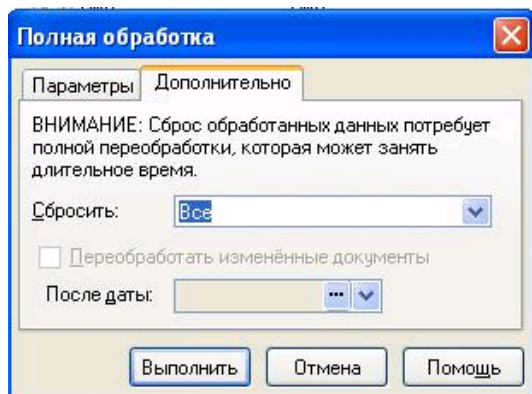 Полная обработка
Параметры Дополнительно
ВНИМАНИЕ: Сброс обработанных данных потребует
полной переобработки, которая может занять
длительное время.
Сбросить: Все
Переобработать изменённые документы
После даты: ...
Выполнить Отмена Помощь